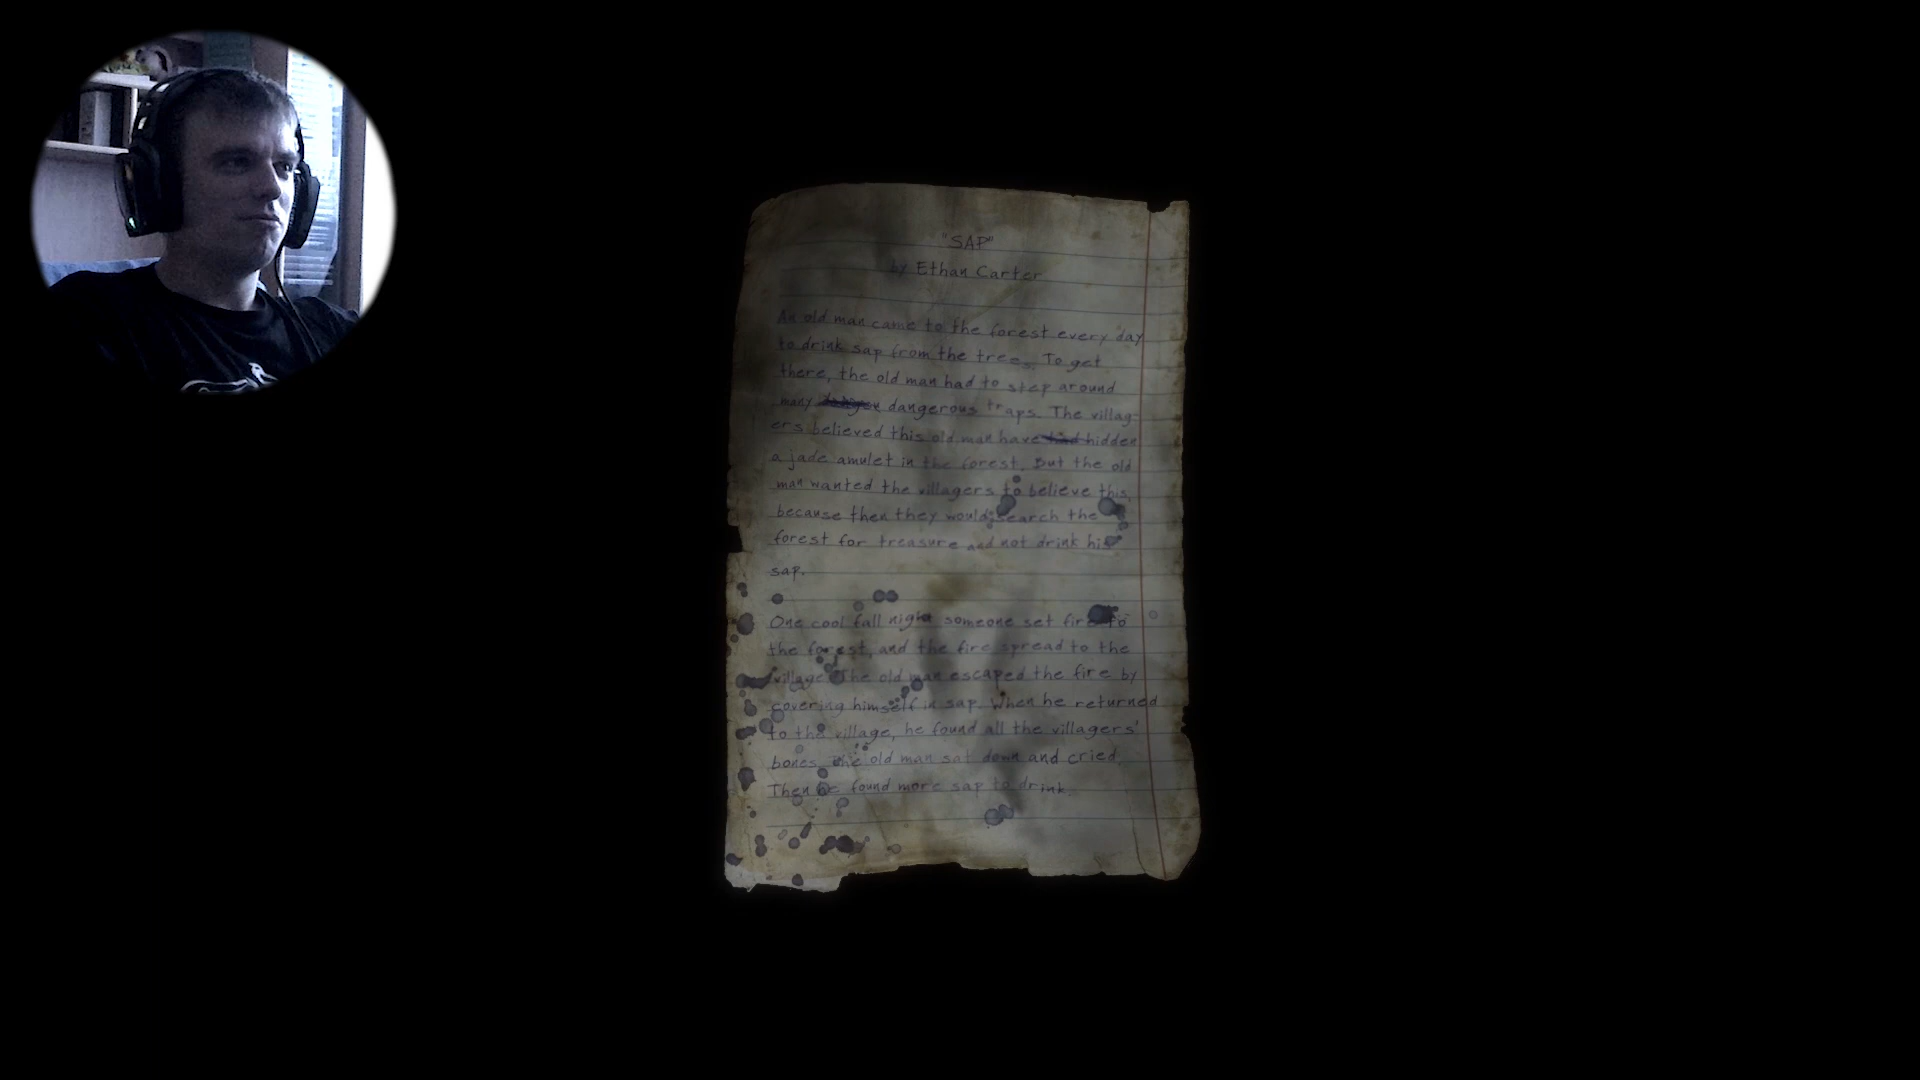 "SAP"
by Ethan Carter
An old man came to the forest every day
to drink sap from the trees. To get
there, the old man had to step around
many dangerous traps. The villag-
ers believed this old man have had hidden
a jade amulet in the forest. But the old
man wanted the villagers to believe this,
because then they would search the
forest for treasure and not drink his
sap.
One cool fall night someone set fire to
the forest, and the fire spread to the
village. The old man escaped the fire by
covering himself in sap. When he returned
to the village, he found all the villagers'
bones. The old man sat down and cried.
Then he found more sap to drink.